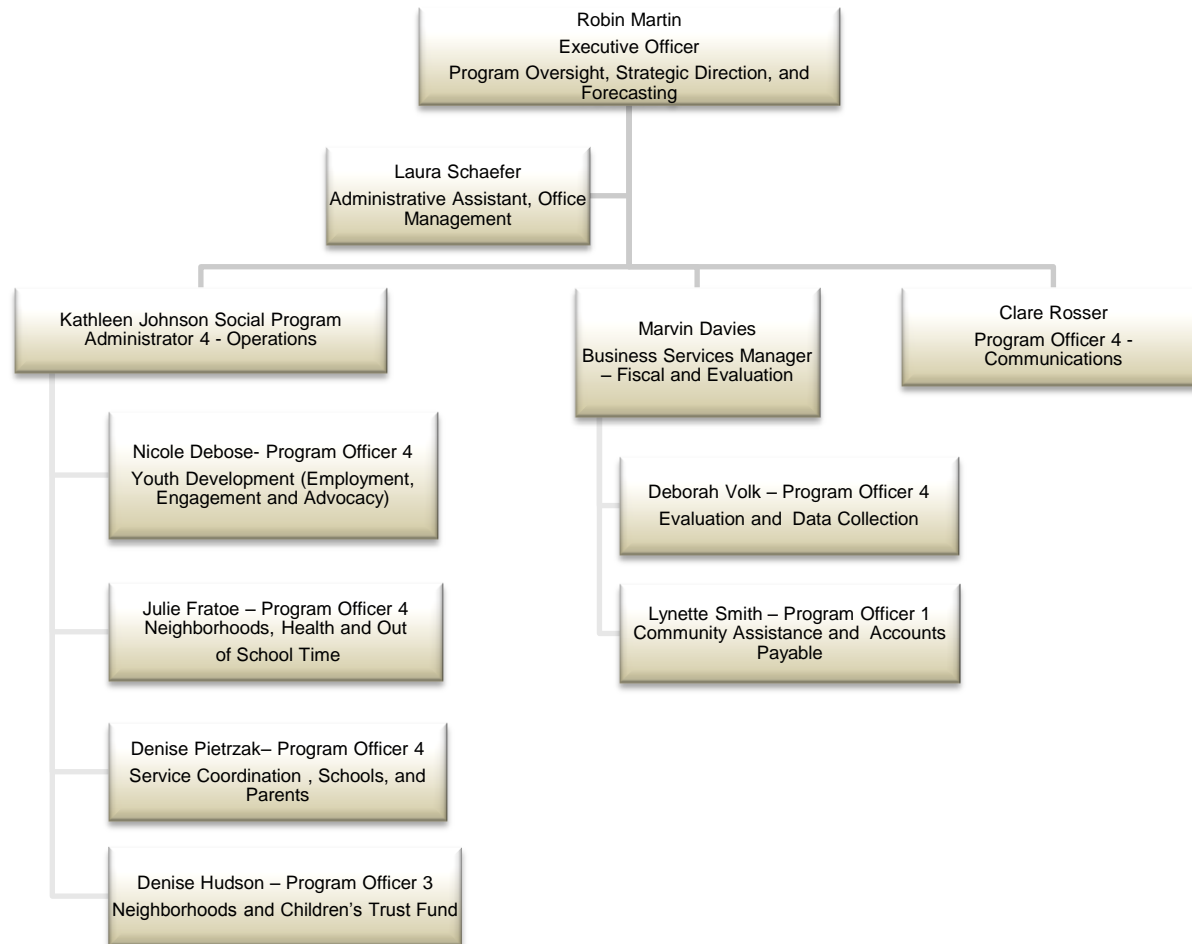 Robin Martin
Executive Officer
Program Oversight, Strategic Direction, and
Forecasting
Laura Schaefer
Administrative Assistant, Office
Management
Kathleen Johnson Social Program
Administrator 4 - Operations
Marvin Davies
Business Services Manager
– Fiscal and Evaluation
Clare Rosser
Program Officer 4 -
Communications
Nicole Debose- Program Officer 4
Youth Development (Employment,
Engagement and Advocacy)
Julie Fratoe – Program Officer 4
Neighborhoods, Health and Out
of School Time
Denise Pietrzak– Program Officer 4
Service Coordination , Schools, and
Parents
Denise Hudson – Program Officer 3
Neighborhoods and Children’s Trust Fund
Deborah Volk – Program Officer 4
Evaluation and Data Collection
Lynette Smith – Program Officer 1
Community Assistance and Accounts
Payable